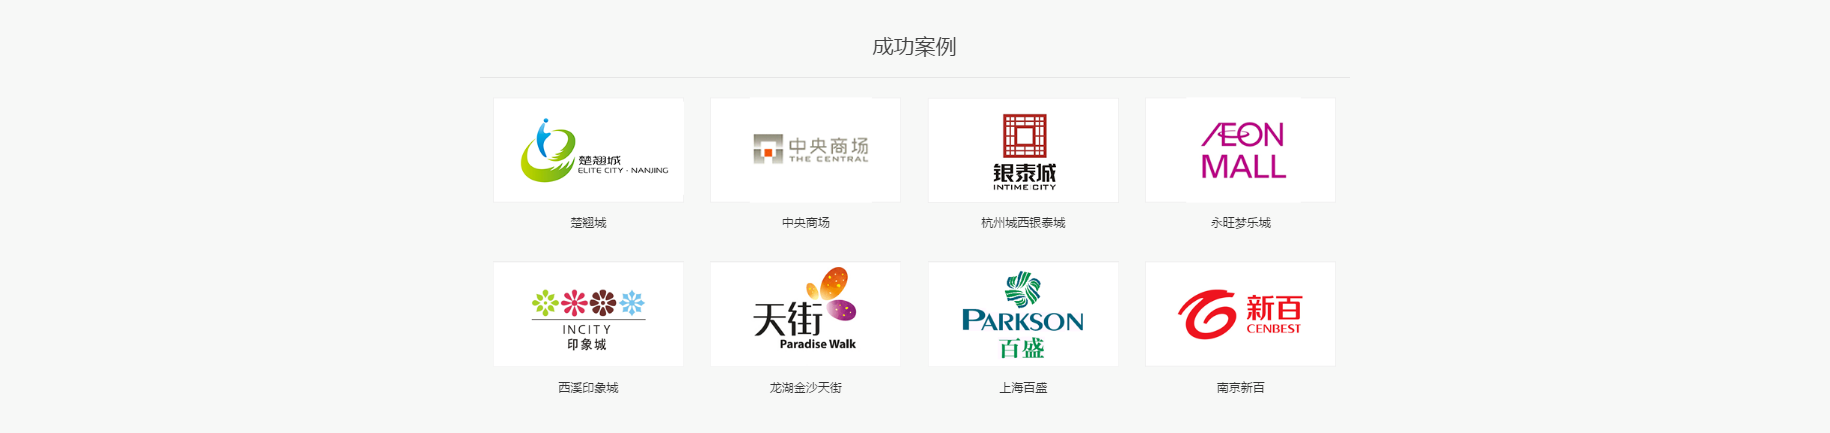 成功案例
楚翘城
ELITE CITY · NANJING
楚翘城
中央商场
THE CENTRAL
中央商场
银泰城
INTIME CITY
杭州城西银泰城
ÆON
MALL
永旺梦乐城
INCITY
印象城
西溪印象城
天街
Paradise Walk
龙湖金沙天街
PARKSON
百盛
上海百盛
新百
CENBEST
南京新百